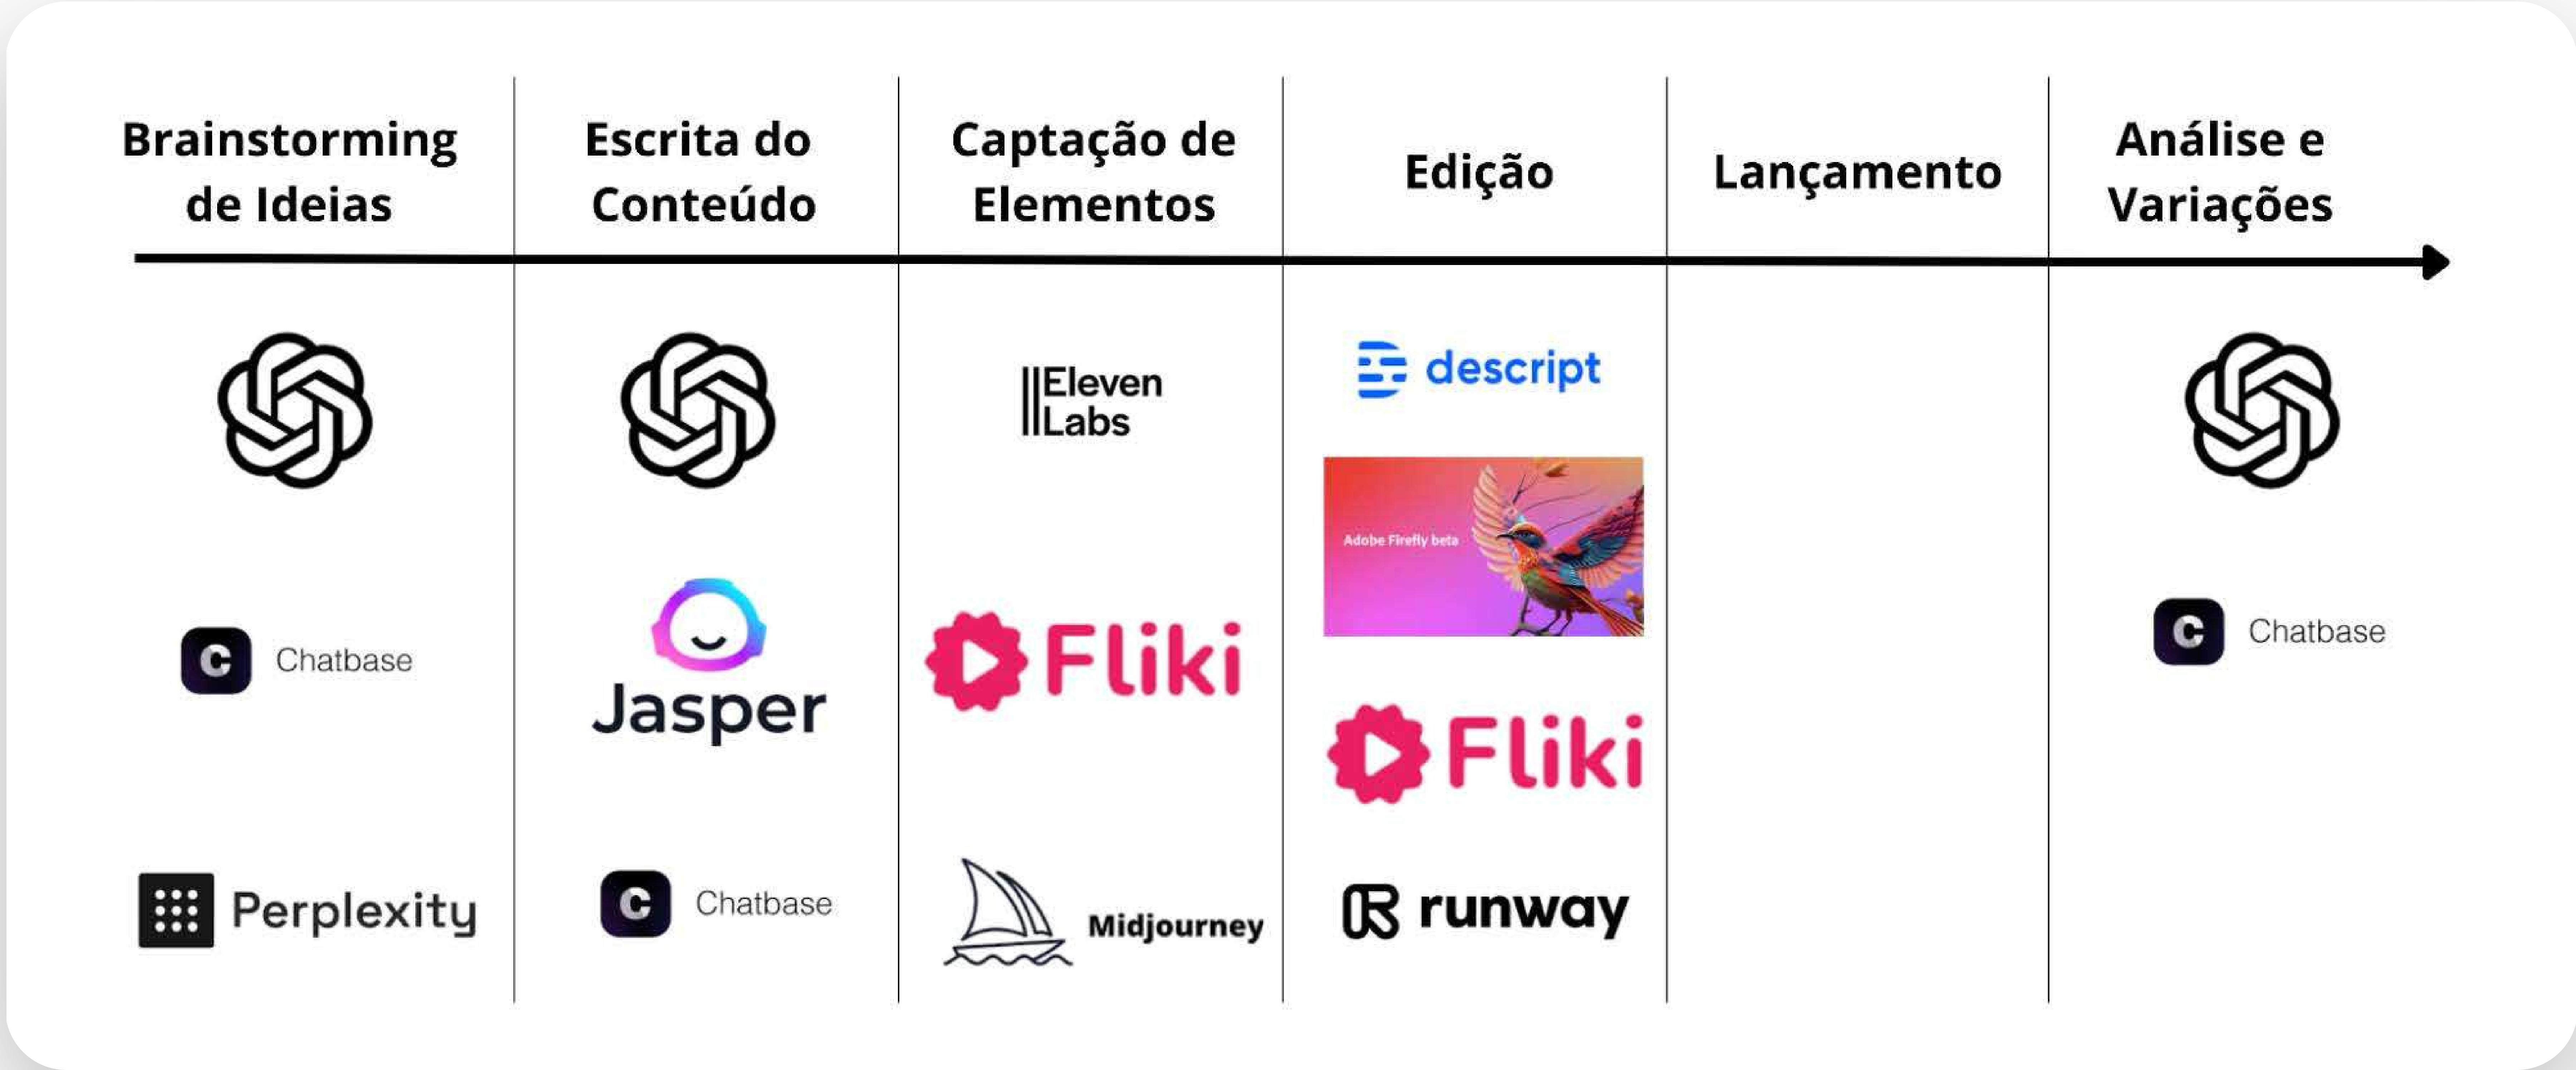 Brainstorming
de Ideias
Escrita do
Conteúdo
Captação de
Elementos
Edição
Lançamento
Análise e
Variações
C Chatbase
Perplexity
Jasper
C Chatbase
||Eleven
Labs
Fliki
Midjourney
descript
Adobe Firefly beta
Fliki
runway
C Chatbase